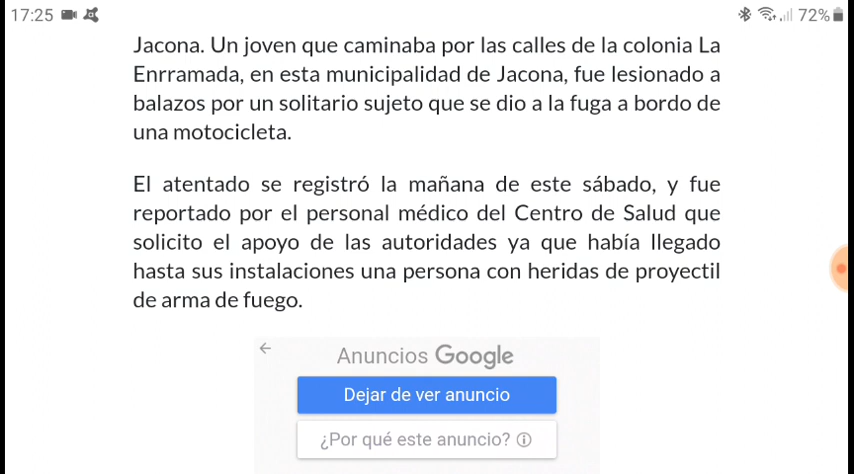 17:25 72%
Jacona. Un joven que caminaba por las calles de la colonia La
Enrramada, en esta municipalidad de Jacona, fue lesionado a
balazos por un solitario sujeto que se dio a la fuga a bordo de
una motocicleta.
El atentado se registró la mañana de este sábado, y fue
reportado por el personal médico del Centro de Salud que
solicito el apoyo de las autoridades ya que había llegado
hasta sus instalaciones una persona con heridas de proyectil
de arma de fuego.
Anuncios Google
Dejar de ver anuncio
¿Por qué este anuncio?